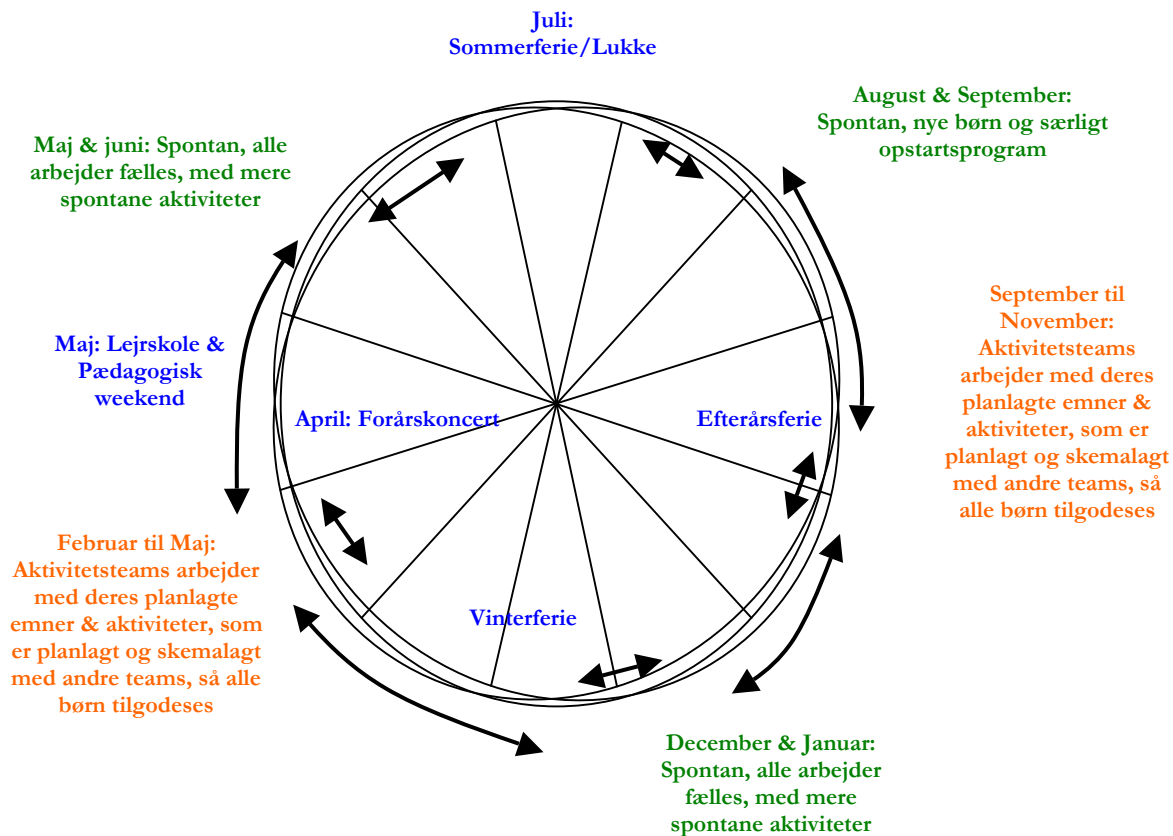 Juli:
Sommerferie/Lukke
August & September:
Spontan, nye børn og særligt
opstartsprogram
Maj & juni: Spontan, alle
arbejder fælles, med mere
spontane aktiviteter
September til
November:
Aktivitetsteams
arbejder med deres
planlagte emner &
aktiviteter, som er
planlagt og skemalagt
med andre teams, så
alle børn tilgodeses
Maj: Lejrskole &
Pædagogisk
weekend
April: Forårskoncert
Efterårsferie
Februar til Maj:
Aktivitetsteams arbejder
med deres planlagte
emner & aktiviteter, som
er planlagt og skemalagt
med andre teams, så alle
børn tilgodeses
Vinterferie
December & Januar:
Spontan, alle arbejder
fælles, med mere
spontane aktiviteter